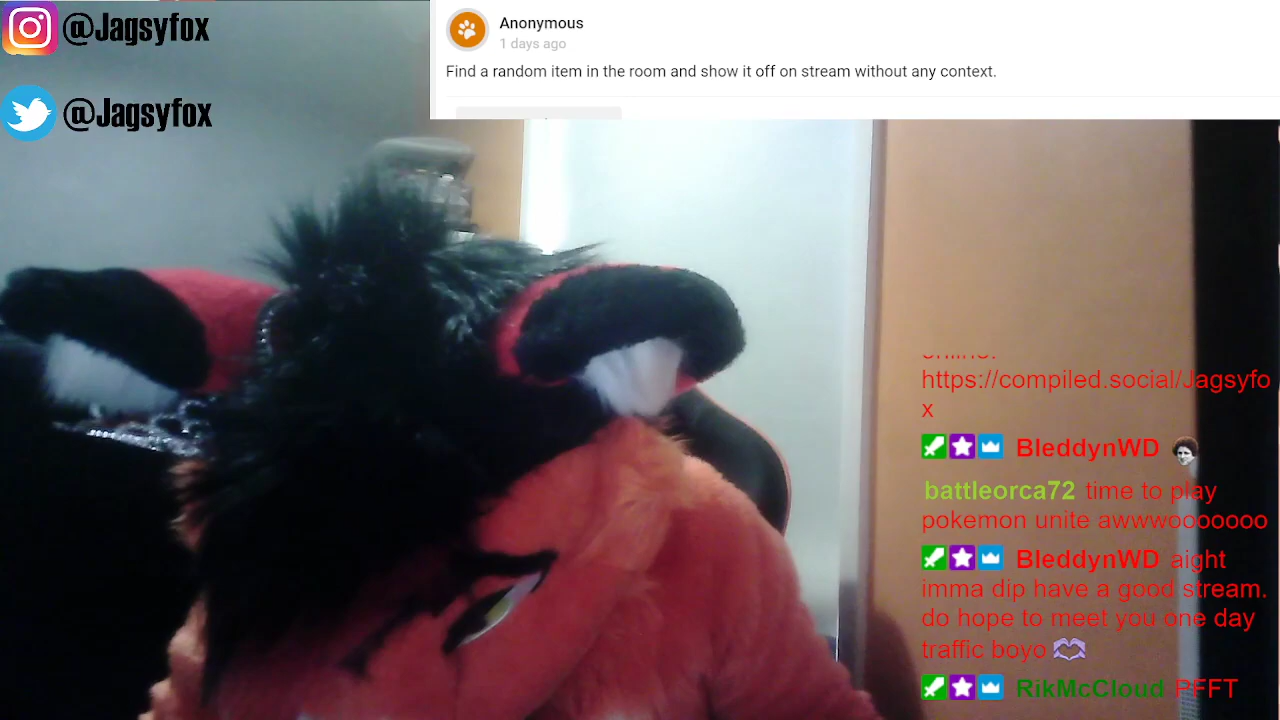 @Jagsyfox
Anonymous
1 days ago
Find a random item in the room and show it off on stream without any context.
@Jagsyfox
https://compiled.social/Jagsyfo
x
BleddynWD
battleorca72 time to play
pokemon unite awwwooooooo
BleddynWD aight
imma dip have a good stream.
do hope to meet you one day
traffic boyo
RikMcCloud PFFT